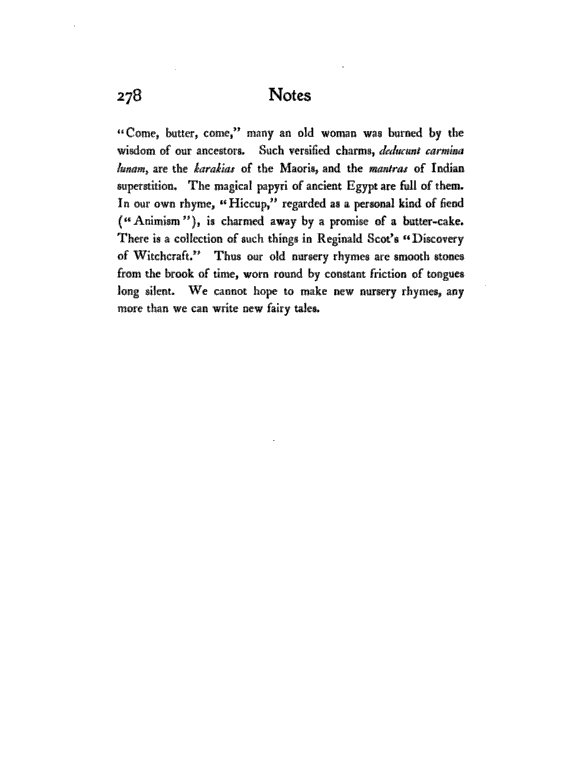 278 Notes
“Come, butter, come,” many an old woman was burned by the
wisdom of our ancestors. Such versified charms, deducunt carmina
lunam, are the karakias of the Maoris, and the mantras of Indian
superstition. The magical papyri of ancient Egypt are full of them.
In our own rhyme, “Hiccup,” regarded as a personal kind of fiend
(“Animism”), is charmed away by a promise of a butter-cake.
There is a collection of such things in Reginald Scot’s “Discovery
of Witchcraft.” Thus our old nursery rhymes are smooth stones
from the brook of time, worn round by constant friction of tongues
long silent. We cannot hope to make new nursery rhymes, any
more than we can write new fairy tales.